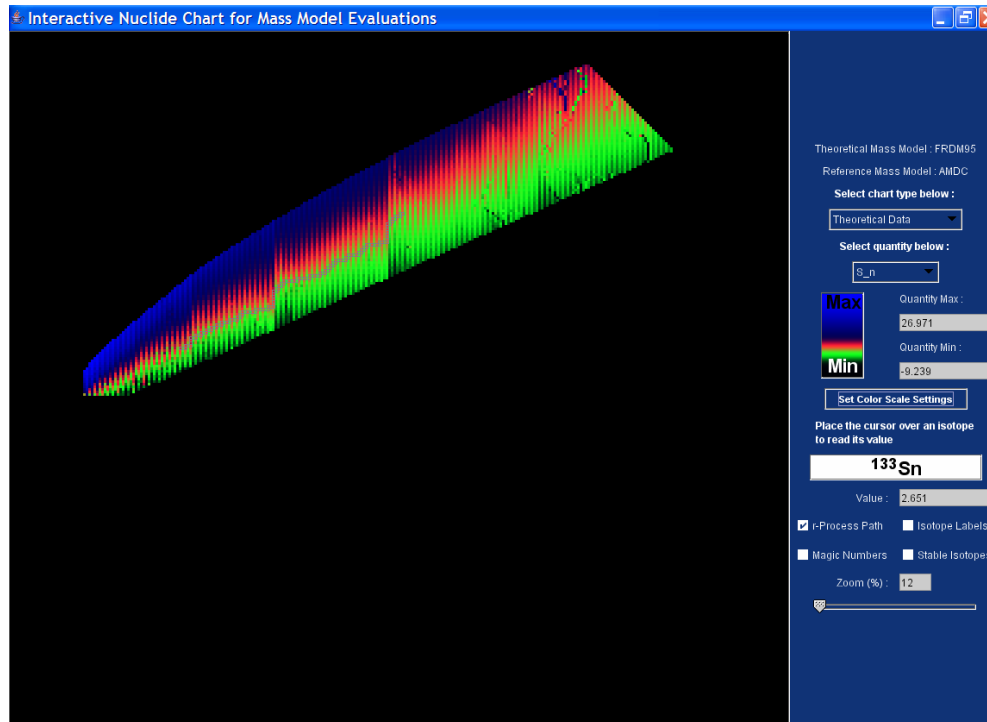 Interactive Nuclide Chart for Mass Model Evaluations
Theoretical Mass Model : FRDM95
Reference Mass Model : AMDC
Select chart type below :
Theoretical Data
Select quantity below :
S_n
Max
Min
Quantity Max :
26.971
Quantity Min :
-9.239
Set Color Scale Settings
Place the cursor over an isotope
to read its value
¹³³Sn
Value : 2.651
r-Process Path Isotope Labels
Magic Numbers Stable Isotopes
Zoom (%) : 12